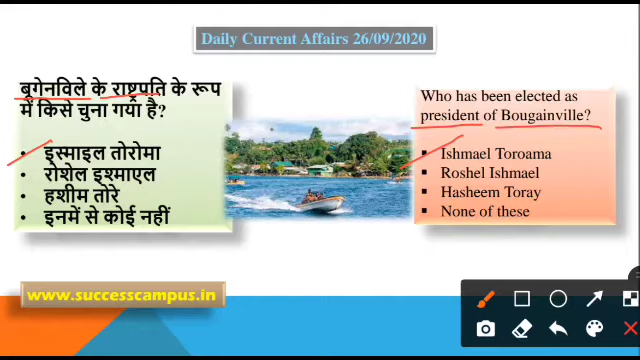 Daily Current Affairs 26/09/2020
बूगेनविले के राष्ट्रपति के रूप
में किसे चुना गया है?
• इस्माइल तोरोमा
• रोशेल इश्माएल
• हशीम तोरे
• इनमें से कोई नहीं
Who has been elected as
president of Bougainville?
▪ Ishmael Toroama
▪ Roshel Ishmael
▪ Hasheem Toray
▪ None of these
www.successcampus.in